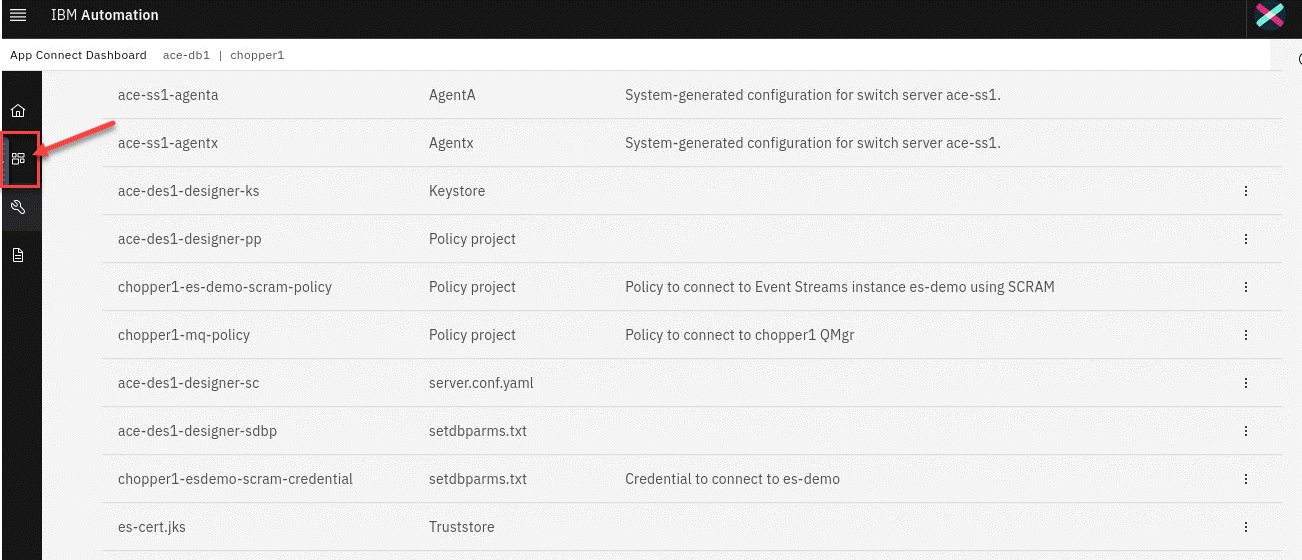 IBM Automation
App Connect Dashboard ace-db1 | chopper1
ace-ss1-agenta AgentA System-generated configuration for switch server ace-ss1.
ace-ss1-agentx Agentx System-generated configuration for switch server ace-ss1.
ace-des1-designer-ks Keystore
ace-des1-designer-pp Policy project
chopper1-es-demo-scram-policy Policy project Policy to connect to Event Streams instance es-demo using SCRAM
chopper1-mq-policy Policy project Policy to connect to chopper1 QMgr
ace-des1-designer-sc server.conf.yaml
ace-des1-designer-sdbp setdbparms.txt
chopper1-esdemo-scram-credential setdbparms.txt Credential to connect to es-demo
es-cert.jks Truststore